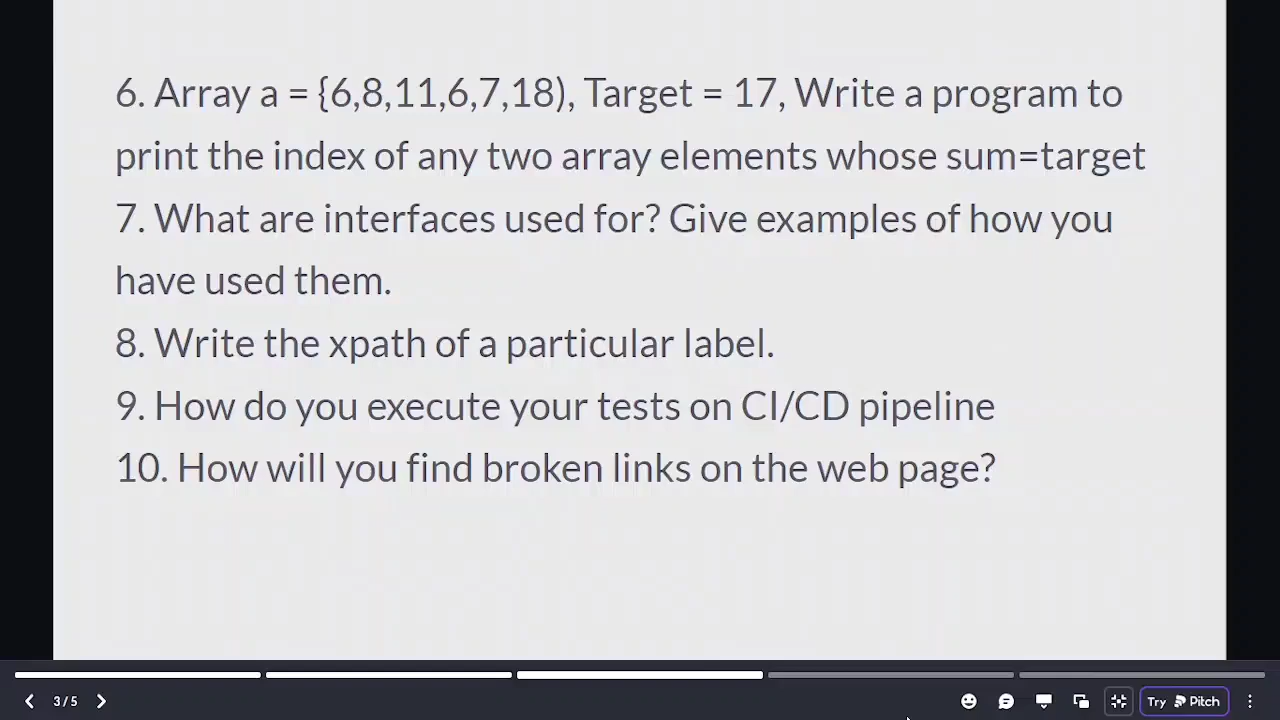 6. Array a = {6,8,11,6,7,18), Target = 17, Write a program to
print the index of any two array elements whose sum=target
7. What are interfaces used for? Give examples of how you
have used them.
8. Write the xpath of a particular label.
9. How do you execute your tests on CI/CD pipeline
10. How will you find broken links on the web page?
3 / 5
Try Pitch